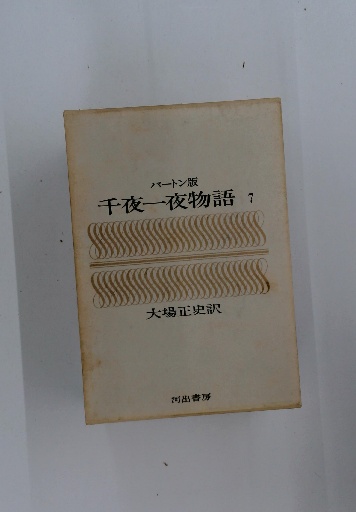 バートン版
千夜一夜物語 7
大場正史訳
河出書房